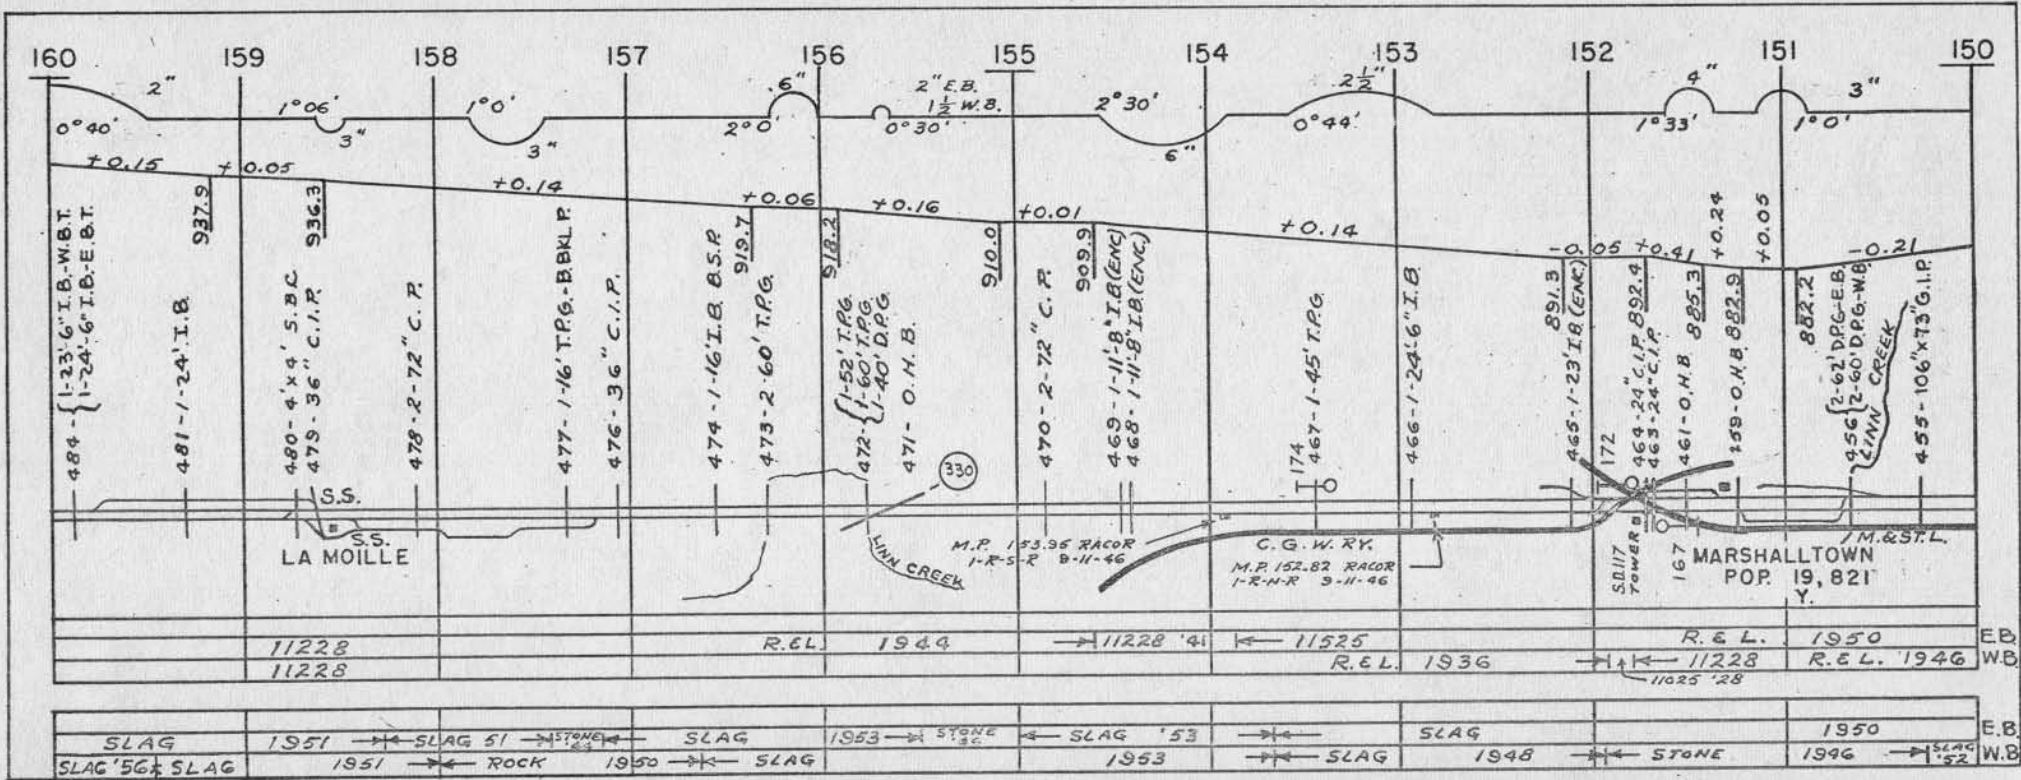 160 159 158 157 156 155 154 153 152 151 150
2" 1°06' 1°0' 6" 2" E.B. 2°30' 2½" 4" 3"
1½ W.B.
0°40' 3" 3" 2°0' 0°30' 6" 0°44' 1°33' 1°0'
+0.15 +0.05 +0.14 +0.06 +0.16 +0.01 +0.14 -0.05 +0.41 +0.24 +0.05 -0.21
937.9 936.3 919.7 918.2 910.0 909.9 891.3 892.4 885.3 882.9 882.2
484- {1-23'-6" I.B.-W.B.T.
{1-24'-6" I.B.-E.B.T.
481-1-24' I.B.
480-4'x4' S.B.C.
479-36" C.I.P.
478-2-72" C.P.
477-1-16' T.P.G.-B.BKL.P.
476-36" C.I.P.
474-1-16' I.B. B.S.P.
473-2-60' T.P.G.
472- {1-52' T.P.G.
{1-60' T.P.G.
{1-40' D.P.G.
471-O.H.B.
470-2-72" C.P.
469-1-11'-8" I.B.(ENC)
468-1-11'-8" I.B.(ENC.)
174
467-1-45' T.P.G.
466-1-24'-6" I.B.
465-1-23' I.B.(ENC.)
172
464-24" C.I.P.
463-24" C.I.P.
461-O.H.B.
459-O.H.B.
456 {2-62' D.P.G-E.B.
{2-60' D.P.G-W.B.
LINN CREEK
455-106"x73" G.I.P.
330
S.S.
S.S.
LA MOILLE
LINN CREEK
M.P. 153.95 RACOR
1-R-S-R 9-11-46
C.G.W.RY.
M.P. 152.82 RACOR
1-R-N-R 9-11-46
S.D.117
TOWER
167
M.&ST.L.
MARSHALLTOWN
POP. 19,821
Y.
11228 R.E.L. 1944 11228 '41 11525 R.E.L. 1950 E.B.
11228 R.E.L. 1936 11228 R.E.L. 1946 W.B.
11025 '28
SLAG 1951 SLAG 51 STONE SLAG 1953 STONE SLAG '53 SLAG 1950 E.B.
SLAG '56 SLAG 1951 ROCK 1950 SLAG 1953 SLAG 1948 STONE 1946 SLAG '52 W.B.